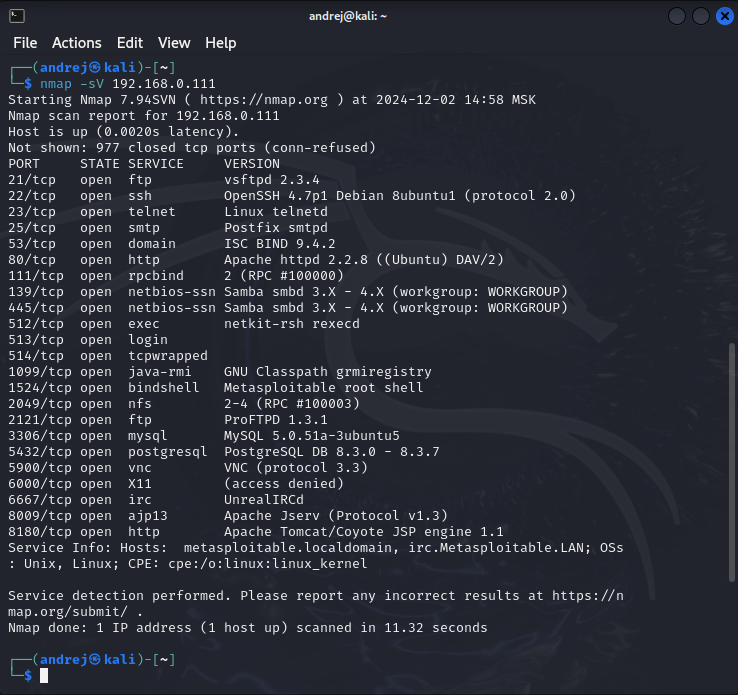 andrej@kali: ~
File Actions Edit View Help
┌──(andrej㉿kali)-[~]
└─$ nmap -sV 192.168.0.111
Starting Nmap 7.94SVN ( https://nmap.org ) at 2024-12-02 14:58 MSK
Nmap scan report for 192.168.0.111
Host is up (0.0020s latency).
Not shown: 977 closed tcp ports (conn-refused)
PORT     STATE SERVICE     VERSION
21/tcp   open  ftp         vsftpd 2.3.4
22/tcp   open  ssh         OpenSSH 4.7p1 Debian 8ubuntu1 (protocol 2.0)
23/tcp   open  telnet      Linux telnetd
25/tcp   open  smtp        Postfix smtpd
53/tcp   open  domain      ISC BIND 9.4.2
80/tcp   open  http        Apache httpd 2.2.8 ((Ubuntu) DAV/2)
111/tcp  open  rpcbind     2 (RPC #100000)
139/tcp  open  netbios-ssn Samba smbd 3.X - 4.X (workgroup: WORKGROUP)
445/tcp  open  netbios-ssn Samba smbd 3.X - 4.X (workgroup: WORKGROUP)
512/tcp  open  exec        netkit-rsh rexecd
513/tcp  open  login
514/tcp  open  tcpwrapped
1099/tcp open  java-rmi    GNU Classpath grmiregistry
1524/tcp open  bindshell   Metasploitable root shell
2049/tcp open  nfs         2-4 (RPC #100003)
2121/tcp open  ftp         ProFTPD 1.3.1
3306/tcp open  mysql       MySQL 5.0.51a-3ubuntu5
5432/tcp open  postgresql  PostgreSQL DB 8.3.0 - 8.3.7
5900/tcp open  vnc         VNC (protocol 3.3)
6000/tcp open  X11         (access denied)
6667/tcp open  irc         UnrealIRCd
8009/tcp open  ajp13       Apache Jserv (Protocol v1.3)
8180/tcp open  http        Apache Tomcat/Coyote JSP engine 1.1
Service Info: Hosts:  metasploitable.localdomain, irc.Metasploitable.LAN; OSs
: Unix, Linux; CPE: cpe:/o:linux:linux_kernel
Service detection performed. Please report any incorrect results at https://n
map.org/submit/ .
Nmap done: 1 IP address (1 host up) scanned in 11.32 seconds
┌──(andrej㉿kali)-[~]
└─$